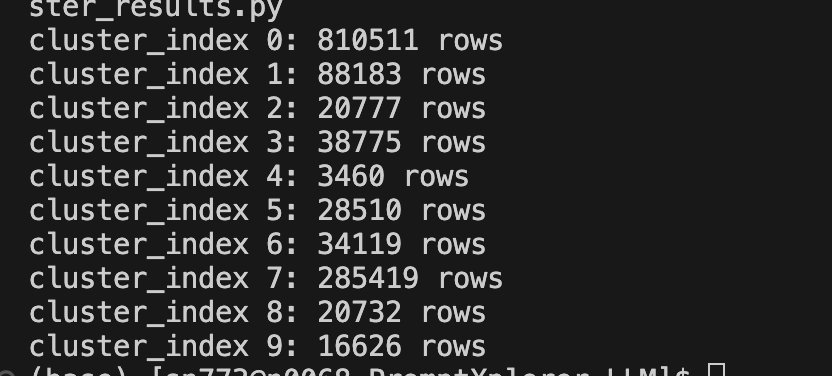 ster_results.py
cluster_index 0: 810511 rows
cluster_index 1: 88183 rows
cluster_index 2: 20777 rows
cluster_index 3: 38775 rows
cluster_index 4: 3460 rows
cluster_index 5: 28510 rows
cluster_index 6: 34119 rows
cluster_index 7: 285419 rows
cluster_index 8: 20732 rows
cluster_index 9: 16626 rows
(base)